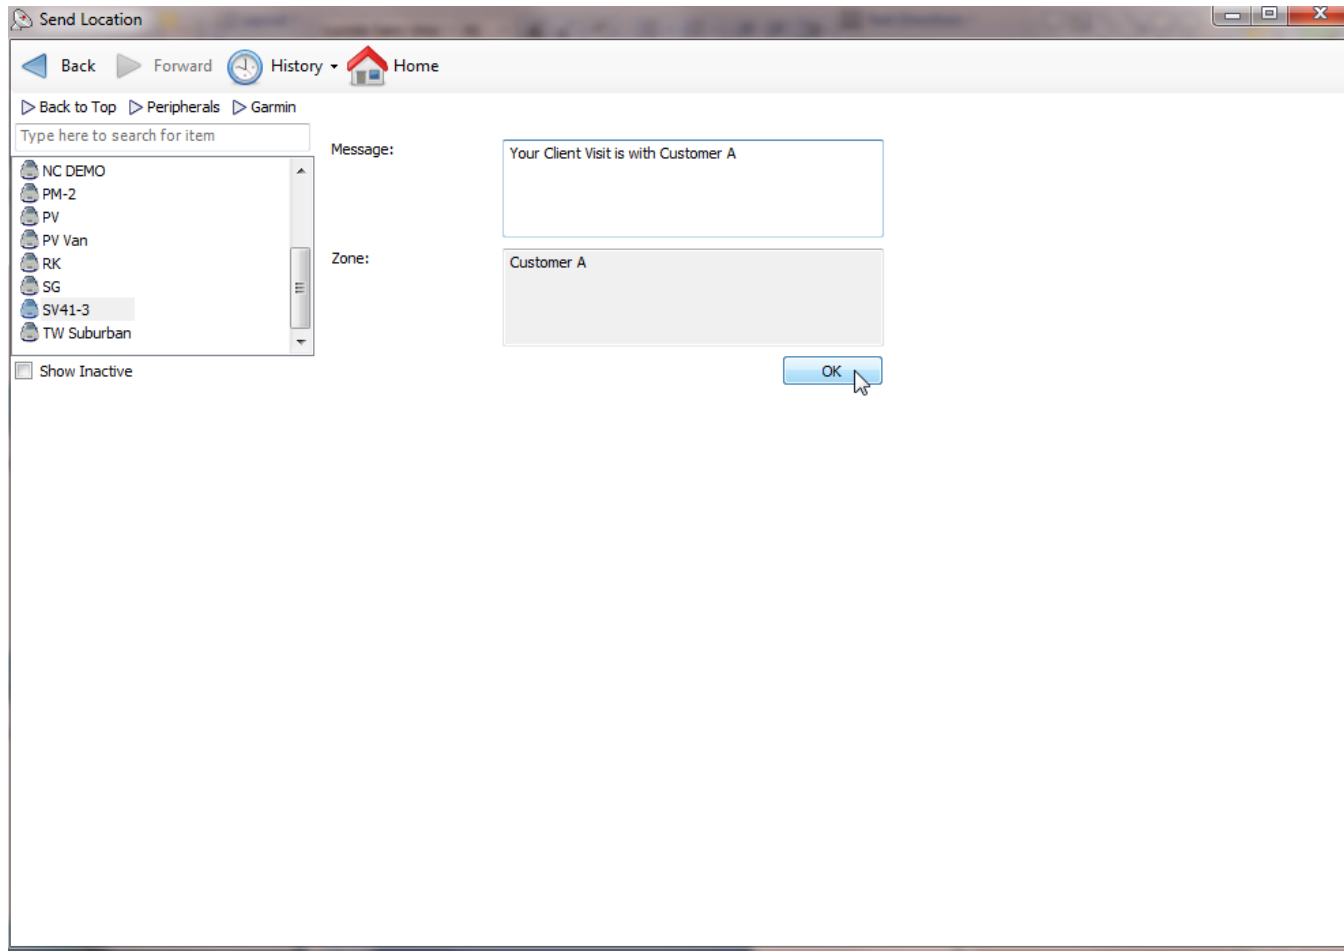 Send Location
Back Forward History Home
Back to Top Peripherals Garmin
Type here to search for item
NC DEMO
PM-2
PV
PV Van
RK
SG
SV41-3
TW Suburban
Show Inactive
Message:
Your Client Visit is with Customer A
Zone:
Customer A
OK